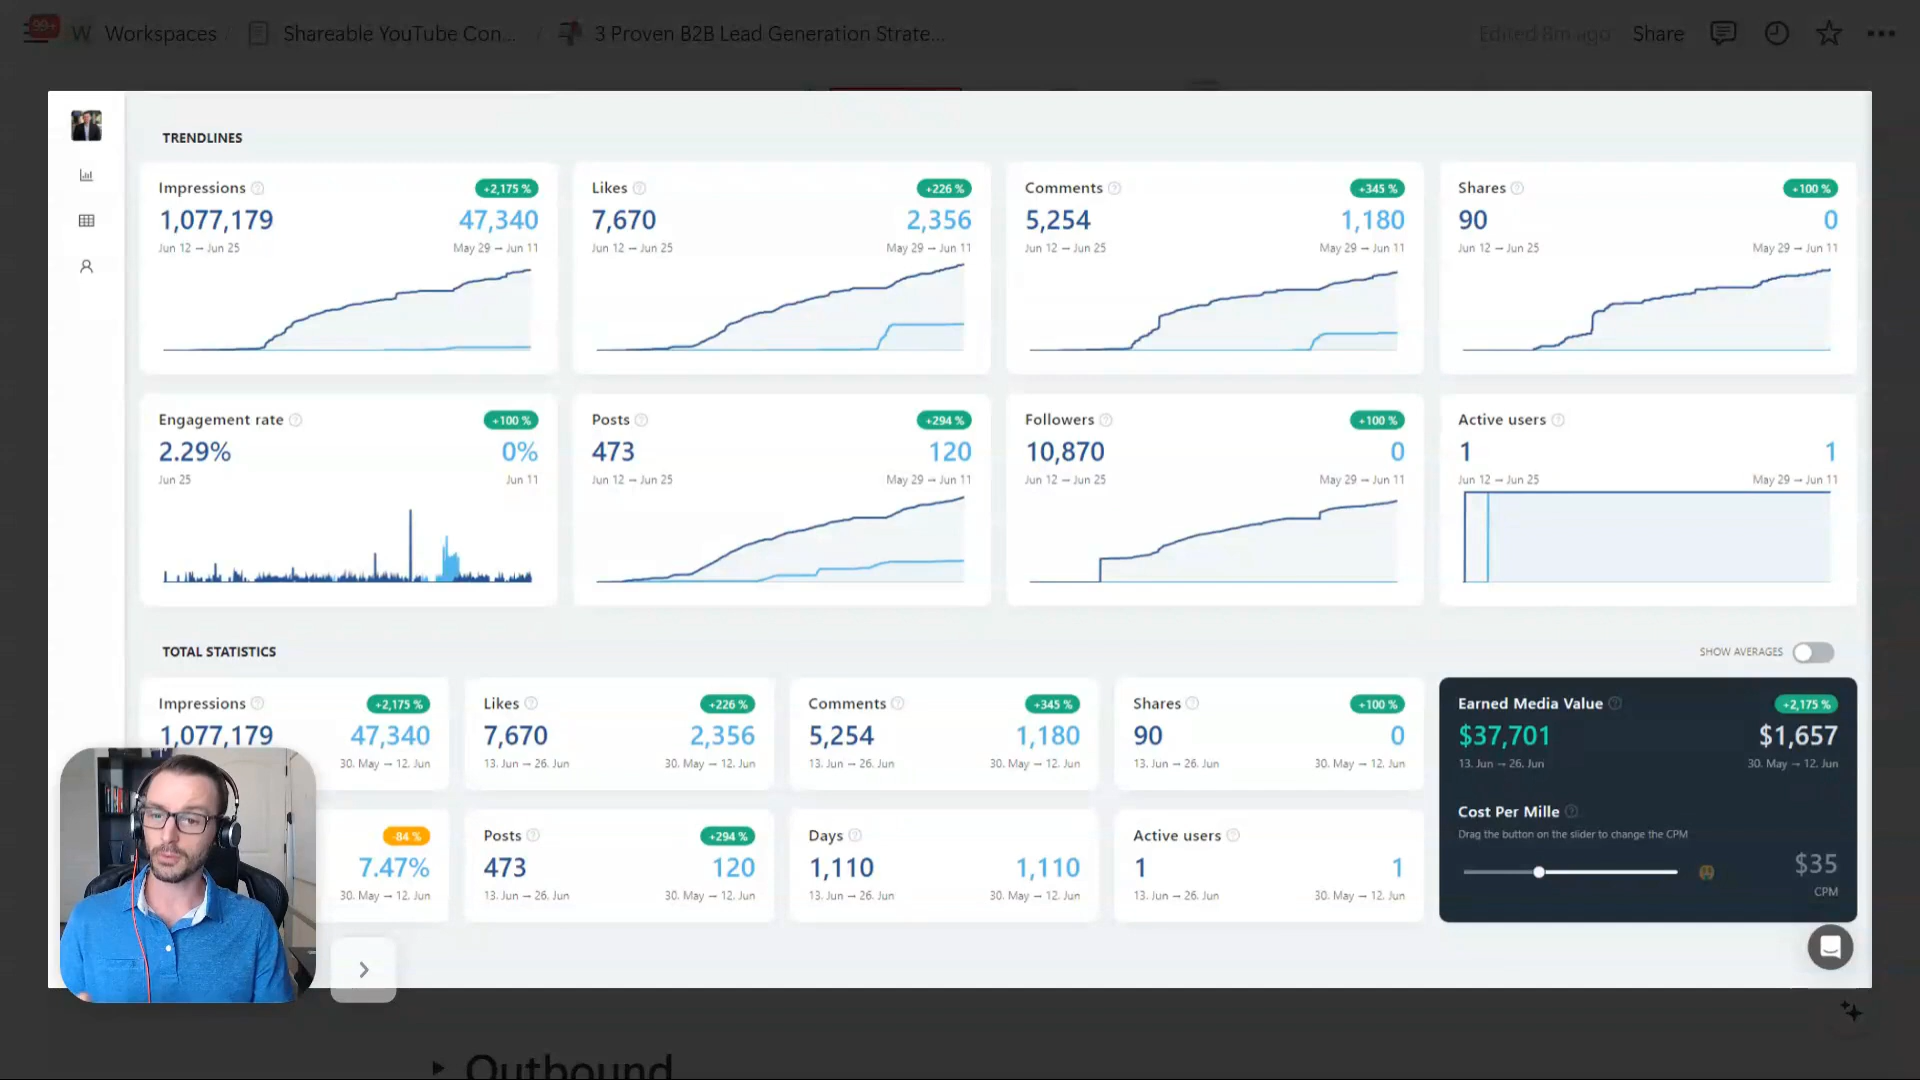 99+ W Workspaces / Shareable YouTube Con... / 3 Proven B2B Lead Generation Strate... Edited 8m ago Share
TRENDLINES
Impressions +2,175 %
1,077,179 47,340
Jun 12 → Jun 25 May 29 → Jun 11
Likes +226 %
7,670 2,356
Jun 12 → Jun 25 May 29 → Jun 11
Comments +345 %
5,254 1,180
Jun 12 → Jun 25 May 29 → Jun 11
Shares +100 %
90 0
Jun 12 → Jun 25 May 29 → Jun 11
Engagement rate +100 %
2.29% 0%
Jun 25 Jun 11
Posts +294 %
473 120
Jun 12 → Jun 25 May 29 → Jun 11
Followers +100 %
10,870 0
Jun 12 → Jun 25 May 29 → Jun 11
Active users
1 1
Jun 12 → Jun 25 May 29 → Jun 11
TOTAL STATISTICS SHOW AVERAGES
Impressions +2,175 %
1,077,179 47,340
30. May → 12. Jun
Likes +226 %
7,670 2,356
13. Jun → 26. Jun 30. May → 12. Jun
Comments +345 %
5,254 1,180
13. Jun → 26. Jun 30. May → 12. Jun
Shares +100 %
90 0
13. Jun → 26. Jun 30. May → 12. Jun
Earned Media Value +2,175 %
$37,701 $1,657
13. Jun → 26. Jun 30. May → 12. Jun
Cost Per Mille
Drag the button on the slider to change the CPM
$35
CPM
-84 %
7.47%
30. May → 12. Jun
Posts +294 %
473 120
13. Jun → 26. Jun 30. May → 12. Jun
Days
1,110 1,110
13. Jun → 26. Jun 30. May → 12. Jun
Active users
1 1
13. Jun → 26. Jun 30. May → 12. Jun
Outbound